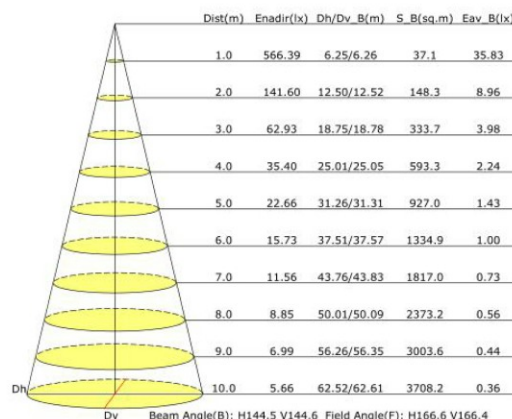 Dist(m) Enadir(lx) Dh/Dv_B(m) S_B(sq.m) Eav_B(lx)
1.0 566.39 6.25/6.26 37.1 35.83
2.0 141.60 12.50/12.52 148.3 8.96
3.0 62.93 18.75/18.78 333.7 3.98
4.0 35.40 25.01/25.05 593.3 2.24
5.0 22.66 31.26/31.31 927.0 1.43
6.0 15.73 37.51/37.57 1334.9 1.00
7.0 11.56 43.76/43.83 1817.0 0.73
8.0 8.85 50.01/50.09 2373.2 0.56
9.0 6.99 56.26/56.35 3003.6 0.44
Dh 10.0 5.66 62.52/62.61 3708.2 0.36
Dv Beam Angle(B): H144.5 V144.6 Field Angle(F): H166.6 V166.4